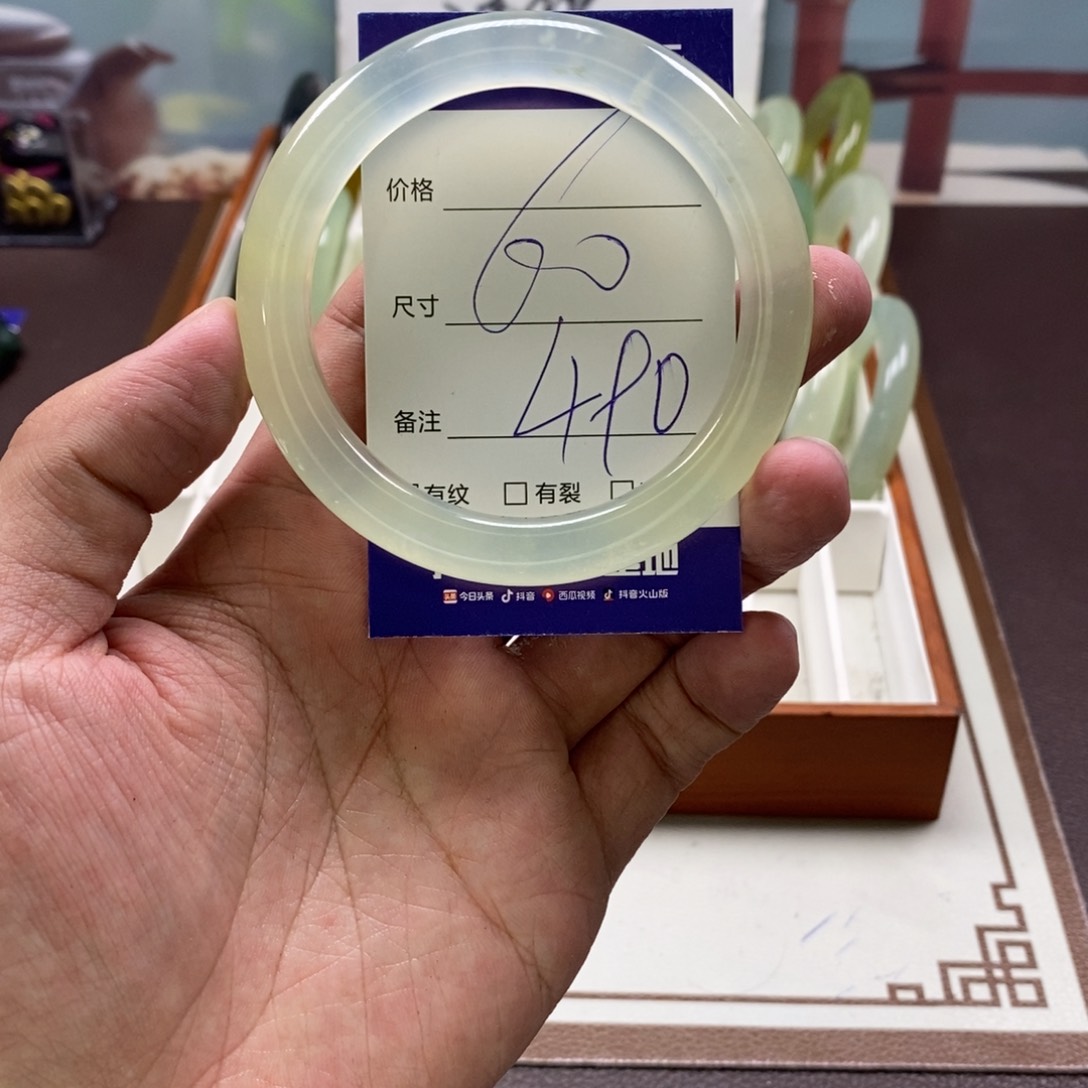 价格
尺寸 60
备注
有纹 □有裂 □
今日头条 抖音 西瓜视频 抖音火山版